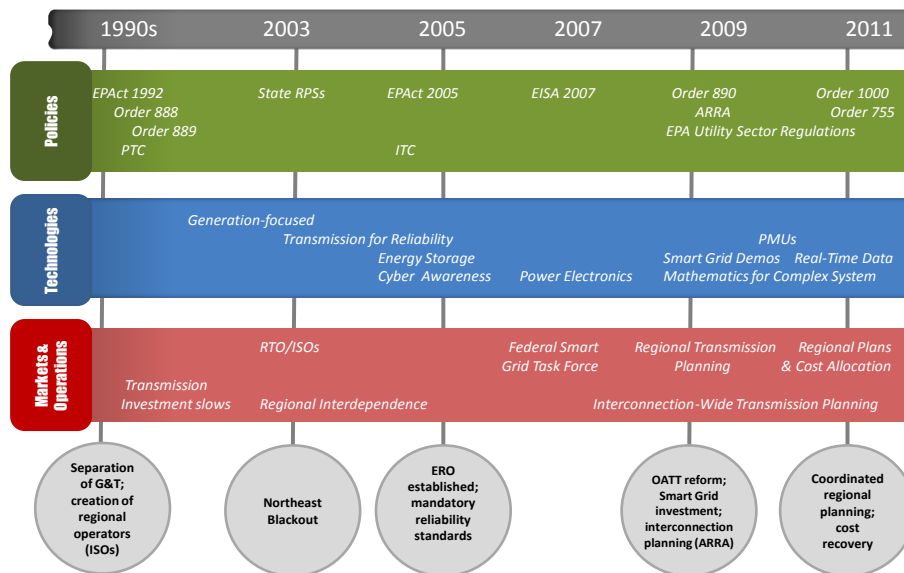 1990s 2003 2005 2007 2009 2011
Policies
EPAct 1992 State RPSs EPAct 2005 EISA 2007 Order 890 Order 1000
Order 888 ARRA Order 755
Order 889 EPA Utility Sector Regulations
PTC ITC
Technologies
Generation-focused
Transmission for Reliability PMUs
Energy Storage Smart Grid Demos Real-Time Data
Cyber Awareness Power Electronics Mathematics for Complex System
Markets &
Operations
RTO/ISOs Federal Smart Regional Transmission Regional Plans
Grid Task Force Planning & Cost Allocation
Transmission
Investment slows Regional Interdependence Interconnection-Wide Transmission Planning
Separation
of G&T;
creation of
regional
operators
(ISOs)
Northeast
Blackout
ERO
established;
mandatory
reliability
standards
OATT reform;
Smart Grid
investment;
interconnection
planning (ARRA)
Coordinated
regional
planning;
cost
recovery